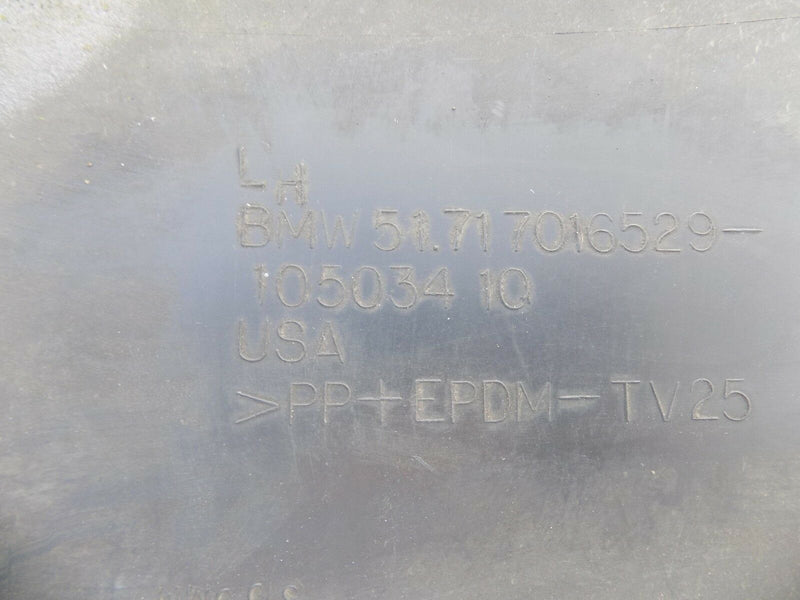 LH
BMW 51.71 7016529-
105034 10
USA
>PP+EPDM-TV25